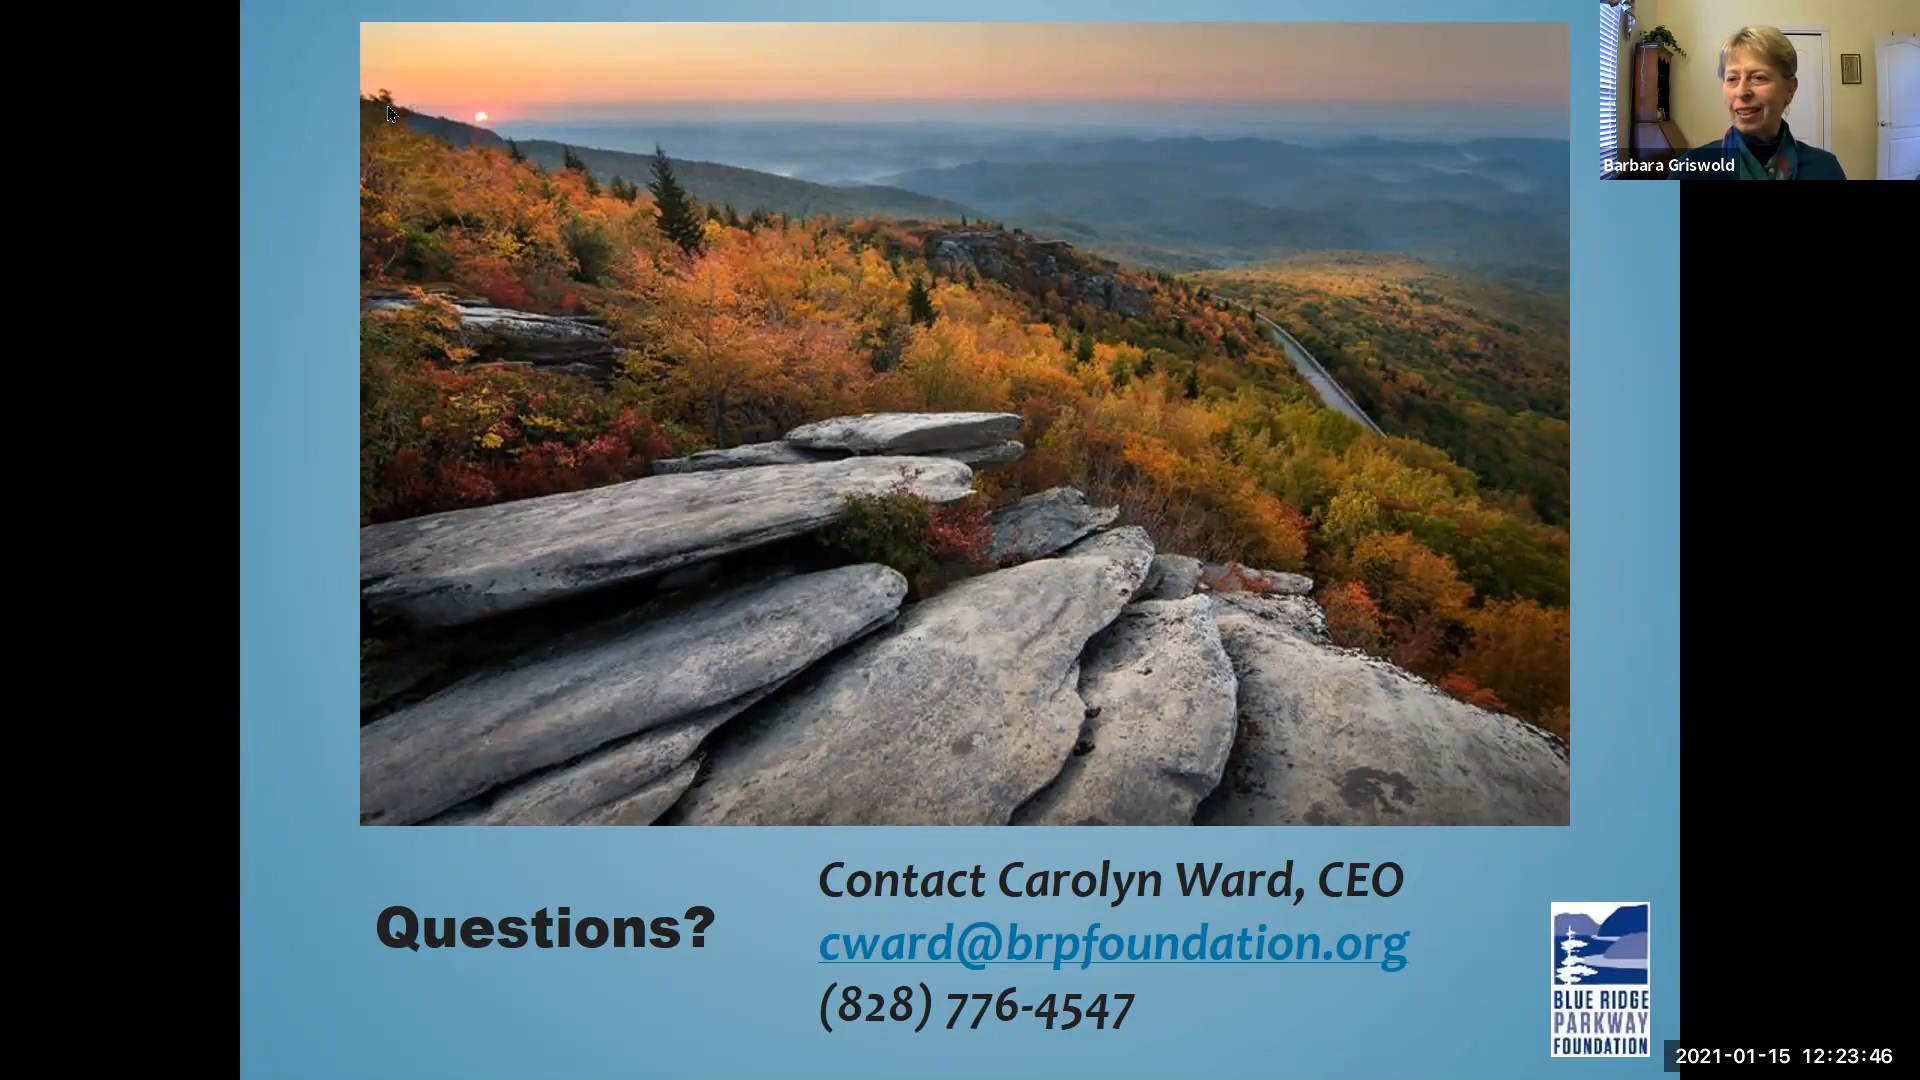 Barbara Griswold
Questions?
Contact Carolyn Ward, CEO
cward@brpfoundation.org
(828) 776-4547
BLUE RIDGE
PARKWAY
FOUNDATION
2021-01-15 12:23:46